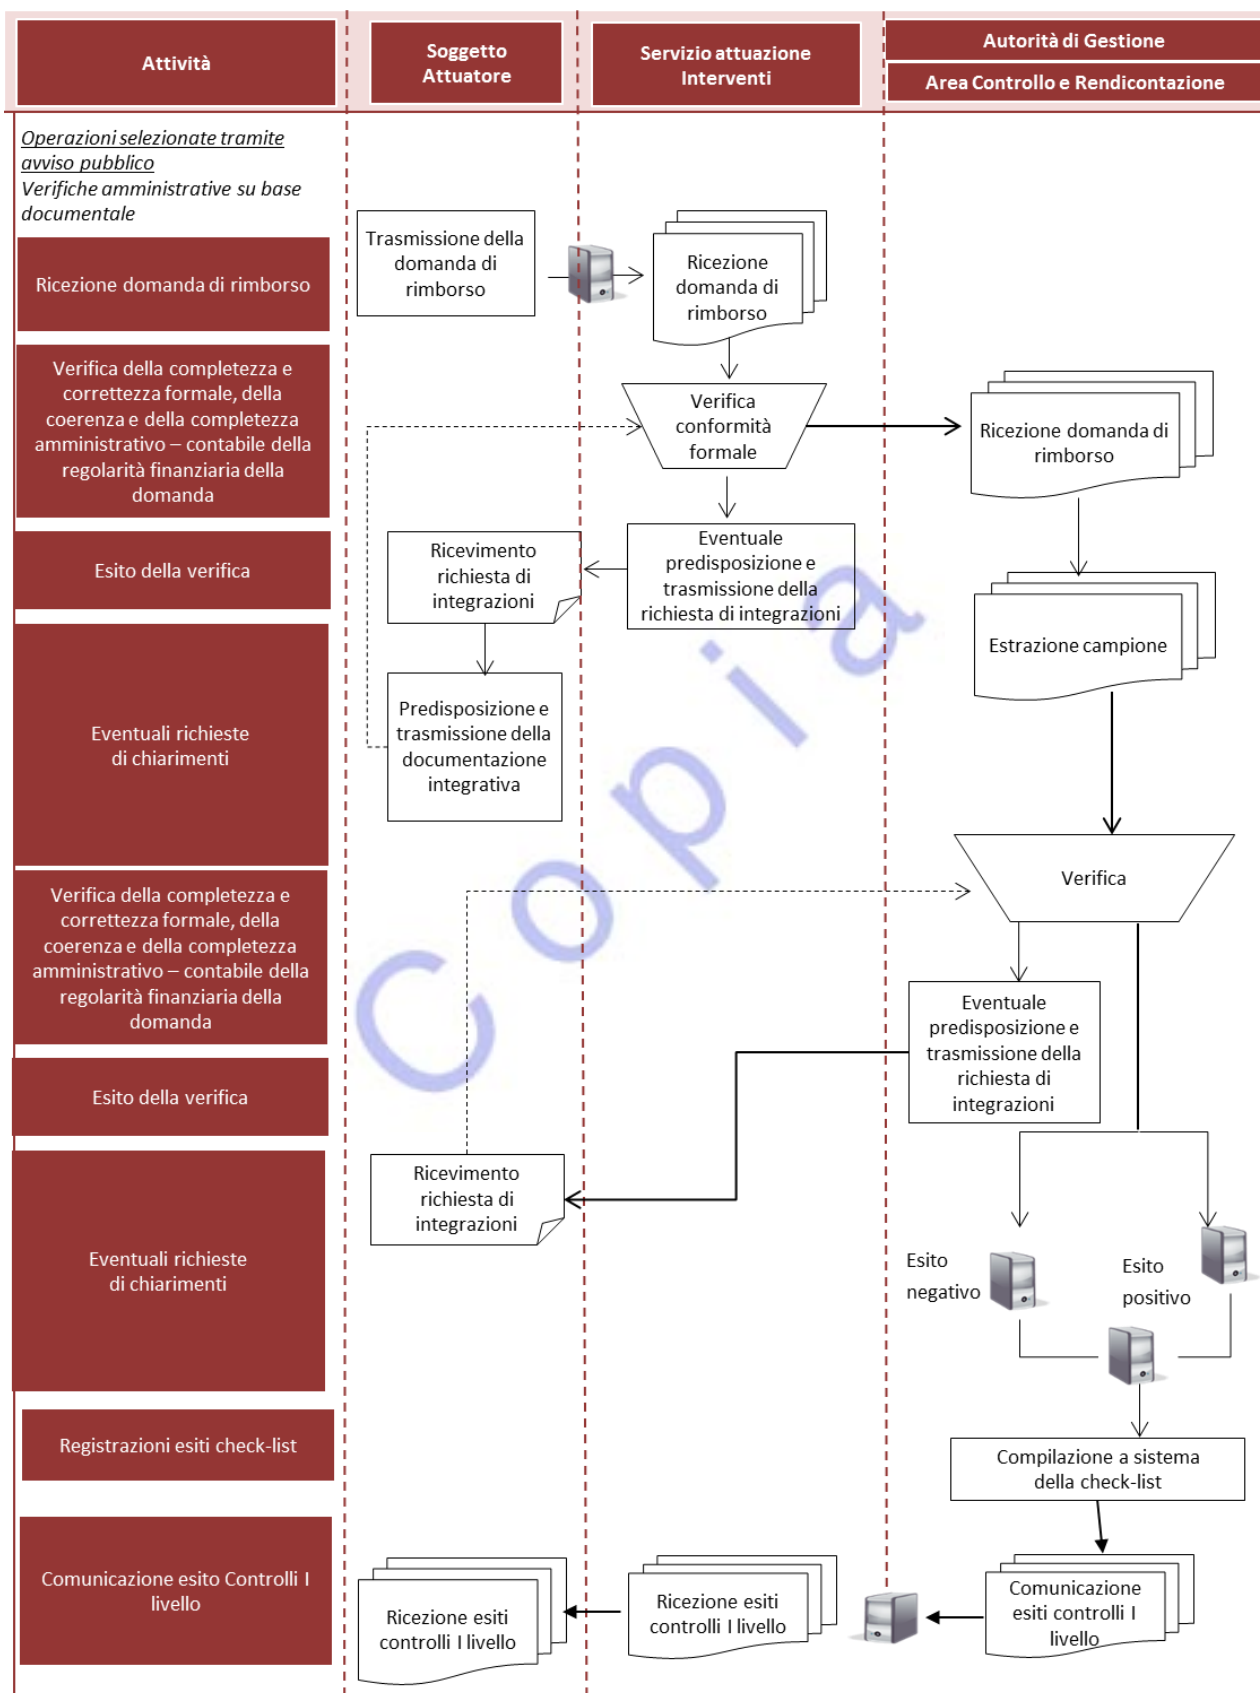 Attività
Soggetto
Attuatore
Servizio attuazione
Interventi
Autorità di Gestione
Area Controllo e Rendicontazione
Operazioni selezionate tramite
avviso pubblico
Verifiche amministrative su base
documentale
Ricezione domanda di rimborso
Trasmissione della
domanda di
rimborso
Ricezione
domanda di
rimborso
Verifica della completezza e
correttezza formale, della
coerenza e della completezza
amministrativo – contabile della
regolarità finanziaria della
domanda
Verifica
conformità
formale
Ricezione domanda di
rimborso
Esito della verifica
Ricevimento
richiesta di
integrazioni
Eventuale
predisposizione e
trasmissione della
richiesta di integrazioni
Estrazione campione
Eventuali richieste
di chiarimenti
Predisposizione e
trasmissione della
documentazione
integrativa
Verifica
Verifica della completezza e
correttezza formale, della
coerenza e della completezza
amministrativo – contabile della
regolarità finanziaria della
domanda
Eventuale
predisposizione e
trasmissione della
richiesta di
integrazioni
Esito della verifica
Ricevimento
richiesta di
integrazioni
Eventuali richieste
di chiarimenti
Esito
negativo
Esito
positivo
Registrazioni esiti check-list
Compilazione a sistema
della check-list
Comunicazione esito Controlli I
livello
Ricezione esiti
controlli I livello
Ricezione esiti
controlli I livello
Comunicazione
esiti controlli I
livello
Copia